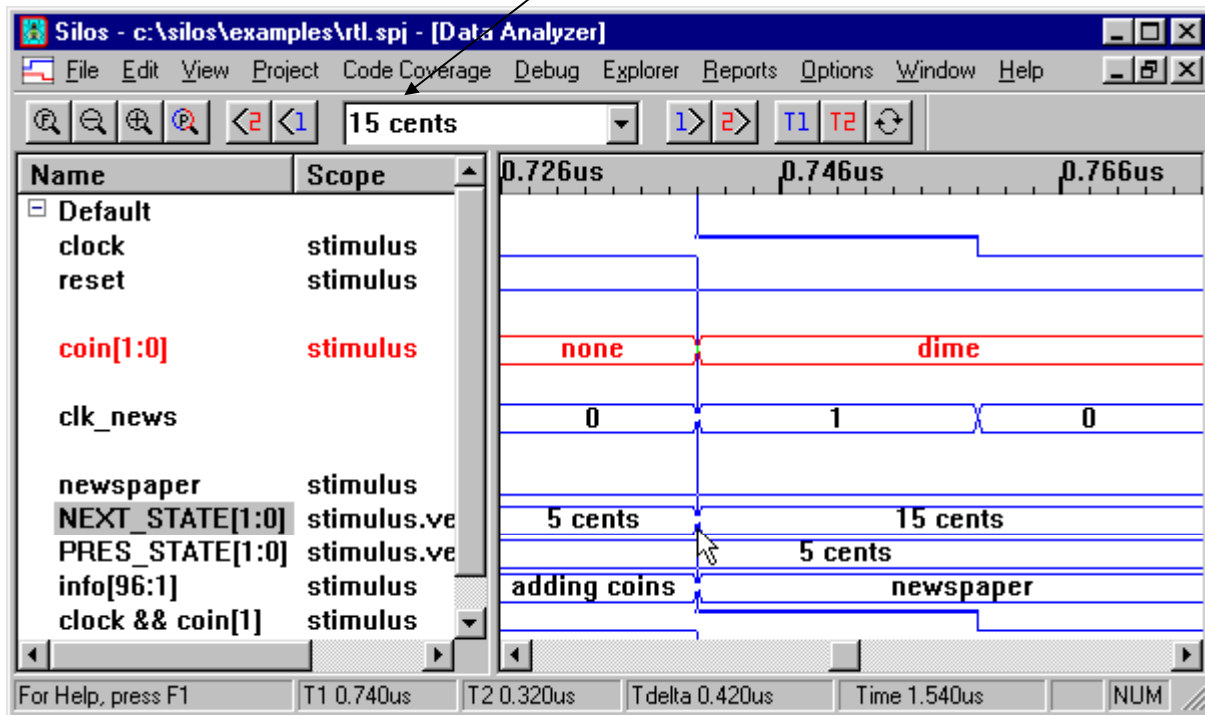 Silos - c:\silos\examples\rtl.spj - [Data Analyzer]
File Edit View Project Code Coverage Debug Explorer Reports Options Window Help
F P <2 <1 15 cents 1> 2> T1 T2
Name Scope 0.726us 0.746us 0.766us
Default
clock stimulus
reset stimulus
coin[1:0] stimulus none dime
clk_news 0 1 0
newspaper stimulus
NEXT_STATE[1:0] stimulus.ve 5 cents 15 cents
PRES_STATE[1:0] stimulus.ve 5 cents
info[96:1] stimulus adding coins newspaper
clock && coin[1] stimulus
For Help, press F1 T1 0.740us T2 0.320us Tdelta 0.420us Time 1.540us NUM